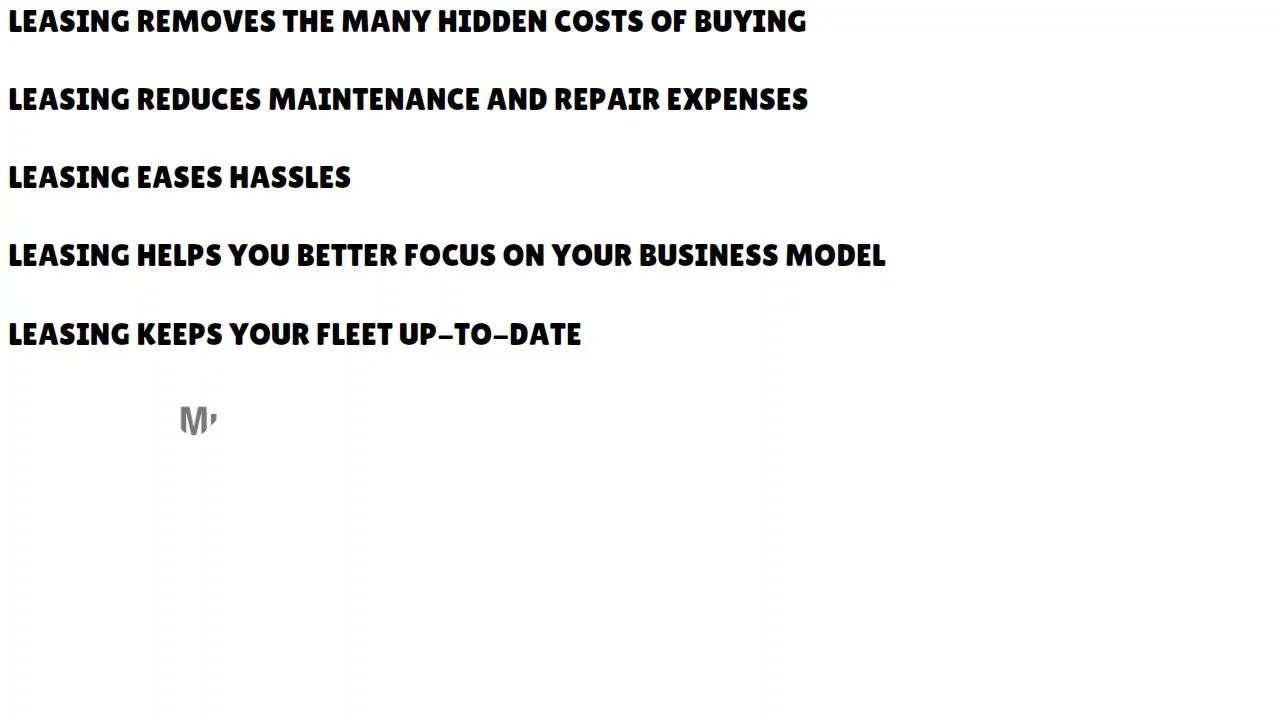 LEASING REMOVES THE MANY HIDDEN COSTS OF BUYING
LEASING REDUCES MAINTENANCE AND REPAIR EXPENSES
LEASING EASES HASSLES
LEASING HELPS YOU BETTER FOCUS ON YOUR BUSINESS MODEL
LEASING KEEPS YOUR FLEET UP-TO-DATE